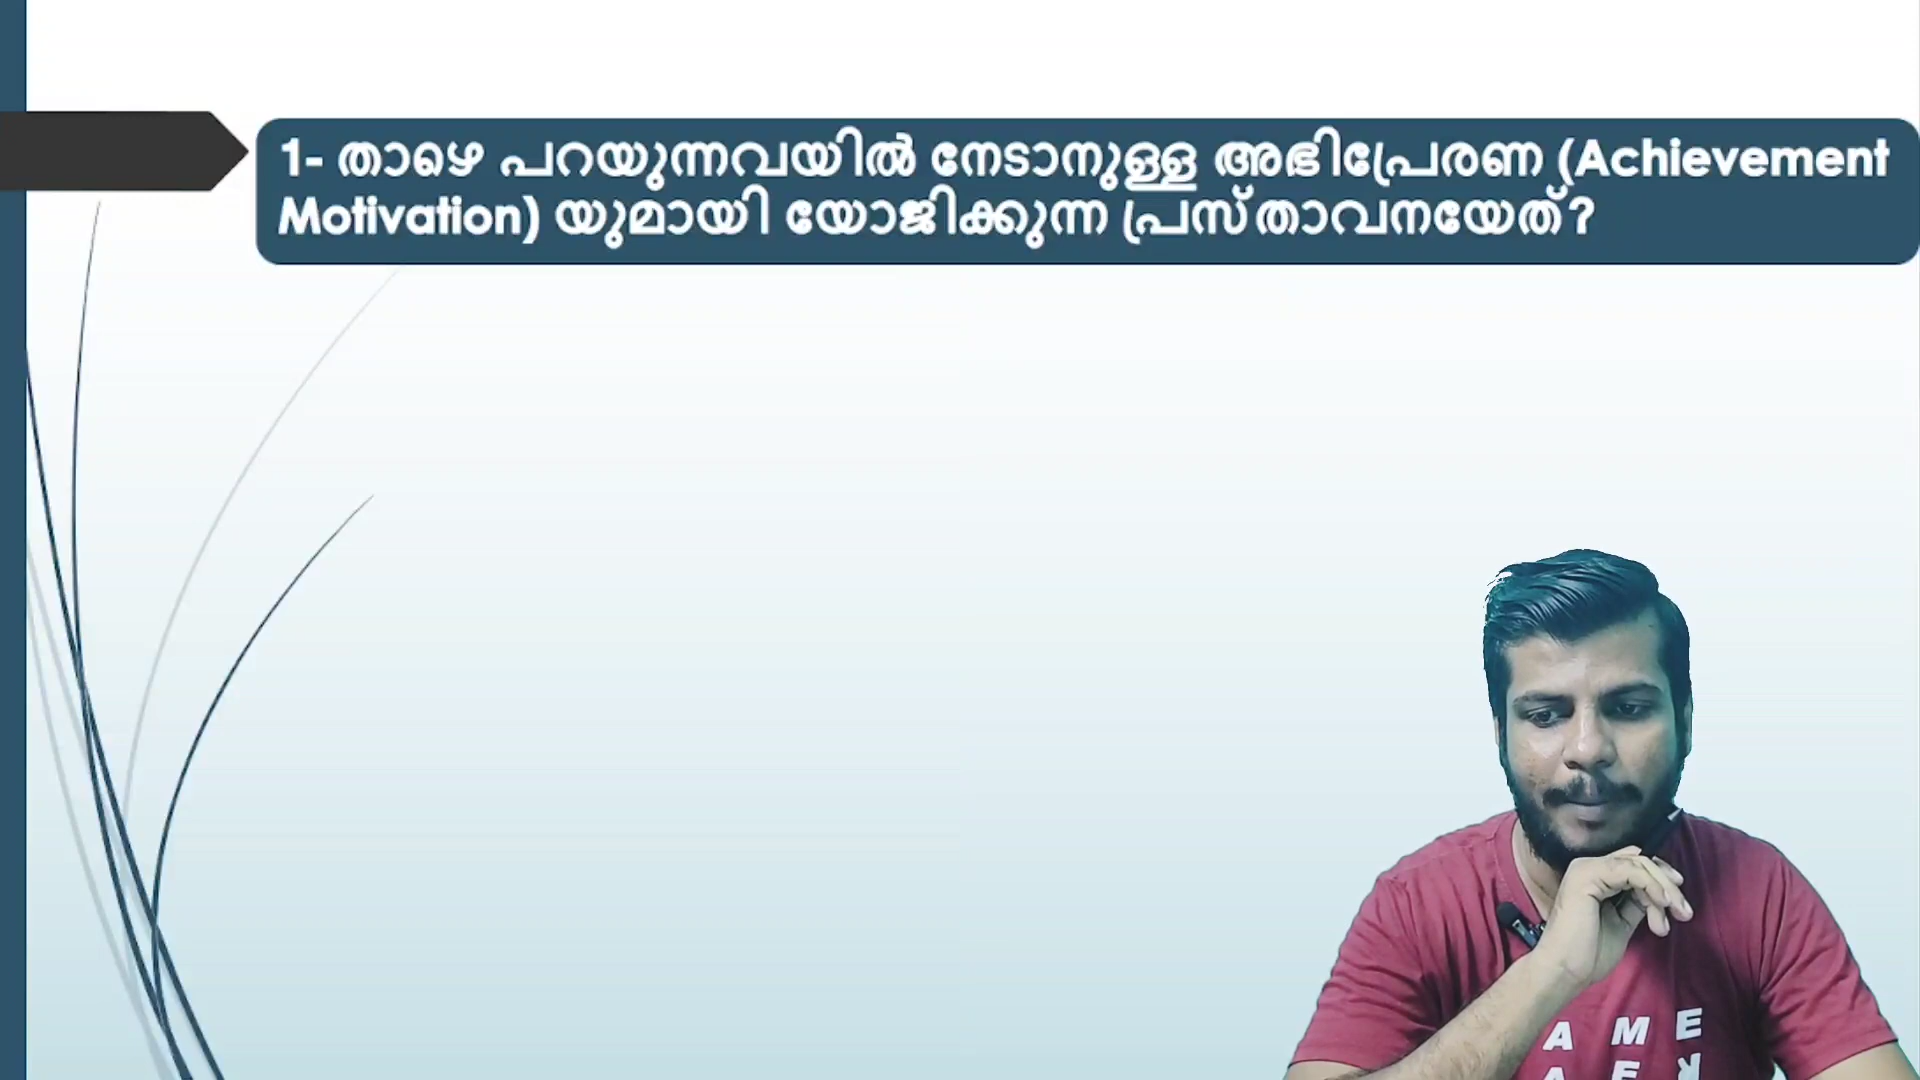 1- താഴെ പറയുന്നവയിൽ നേടാനുള്ള അഭിപ്രേരണ (Achievement
Motivation) യുമായി യോജിക്കുന്ന പ്രസ്താവനയേത്?
A M E